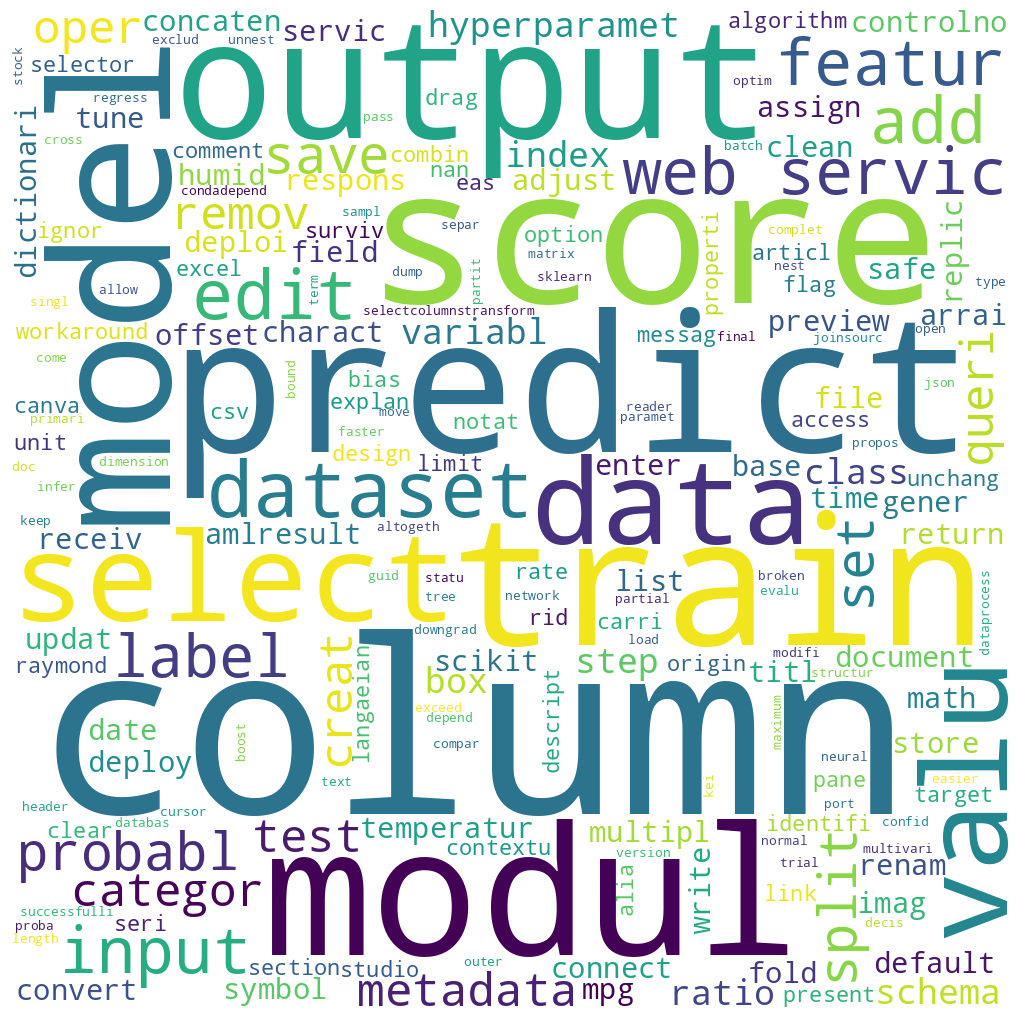 oper
concaten
servic
hyperparamet
algorithm
controlno
stock
exclud
unnest
selector
regress
tune
output
model
drag
pass
optim
assign
featur
add
cross
dictionari
comment
condadepend
humid
save
combin
nan
index
eas
respons
adjust
batch
clean
web servic
remov
deploi
ignor
surviv
sampl
separ
score
option
matrix
sklearn
properti
articl
complet
nest
flag
safe
replic
type
excel
field
term
dump
partit
singl
allow
edit
selectcolumnstransform
workaround
offset
charact
variabl
messag
final
preview
joinsourc
arrai
open
come
predict
canva
primari
unit
csv
bias
explan
bound
move
notat
reader
paramet
file
access
json
queri
propos
doc
dimension
faster
design
limit
enter
base
class
unchang
infer
dataset
data
time
gener
keep
receiv
amlresult
altogeth
set
return
select
train
guid
statu
tree
network
rate
list
partial
broken
evalu
dataprocess
rid
carri
load
updat
label
creat
langaeian
downgrad
scikit
step
origin
modifi
titl
document
structur
raymond
box
exceed
depend
descript
math
date
column
deploy
boost
compar
text
kei
maximum
neural
pane
store
easier
target
valu
header
databas
cursor
port
confid
clear
probabl
test
temperatur
contextu
multipl
version
identifi
normal
multivari
trial
renam
categor
modul
alia
write
link
split
imag
decis
successfulli
proba
seri
length
input
section
studio
outer
connect
fold
default
convert
symbol
metadata
mpg
ratio
present
schema